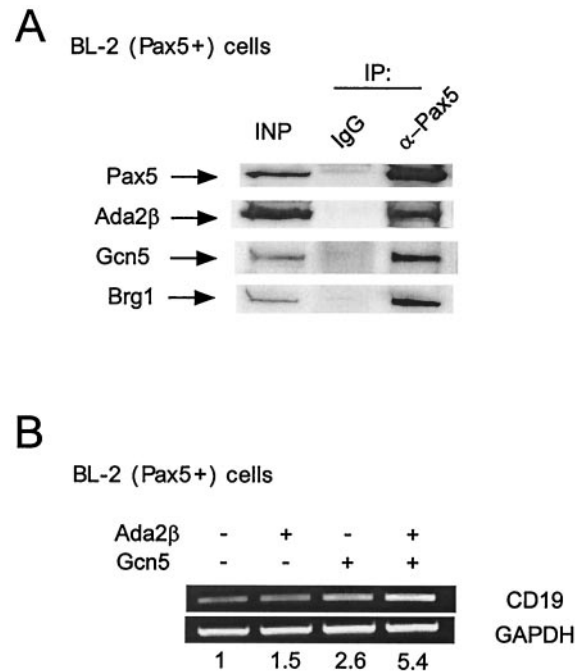 A
BL-2 (Pax5+) cells
IP:
INP IgG α-Pax5
Pax5
Ada2β
Gcn5
Brg1
B
BL-2 (Pax5+) cells
Ada2β - + - +
Gcn5 - - + +
CD19
GAPDH
1 1.5 2.6 5.4